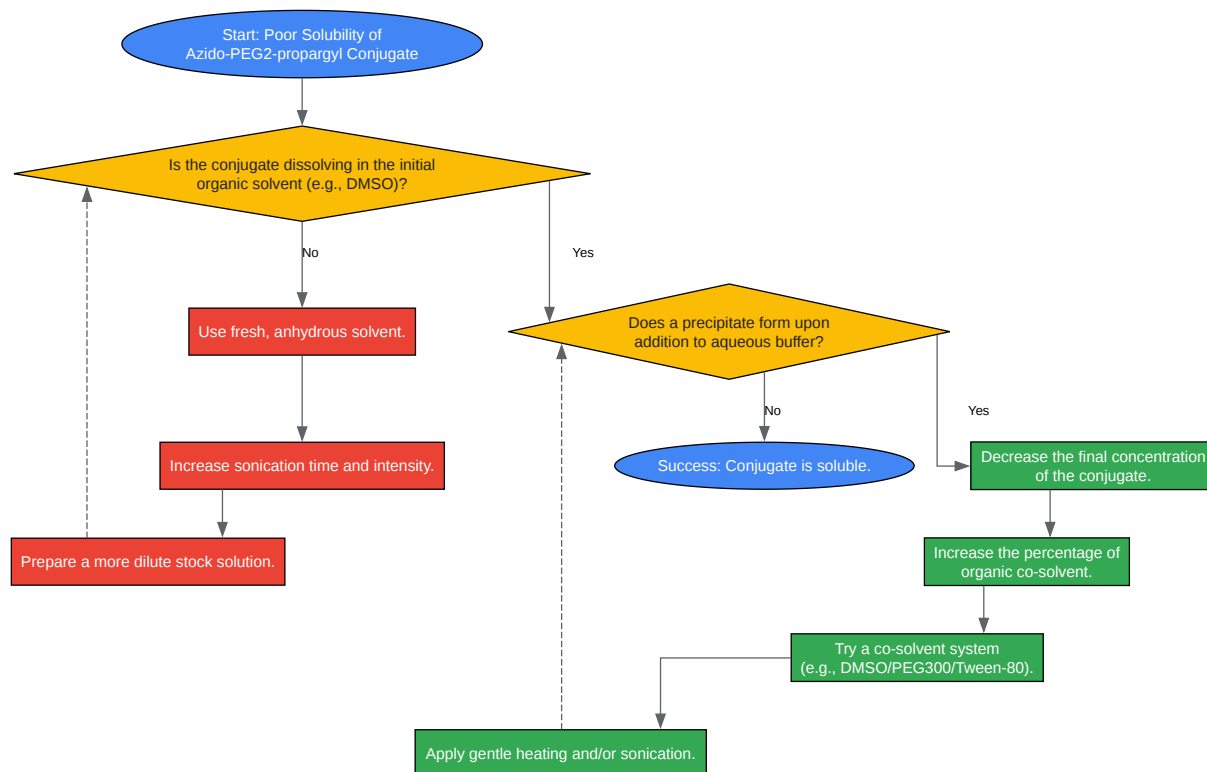 Start: Poor Solubility of
Azido-PEG2-propargyl Conjugate
Is the conjugate dissolving in the initial
organic solvent (e.g., DMSO)?
No
Yes
Use fresh, anhydrous solvent.
Does a precipitate form upon
addition to aqueous buffer?
No
Yes
Increase sonication time and intensity.
Success: Conjugate is soluble.
Decrease the final concentration
of the conjugate.
Prepare a more dilute stock solution.
Increase the percentage of
organic co-solvent.
Try a co-solvent system
(e.g., DMSO/PEG300/Tween-80).
Apply gentle heating and/or sonication.